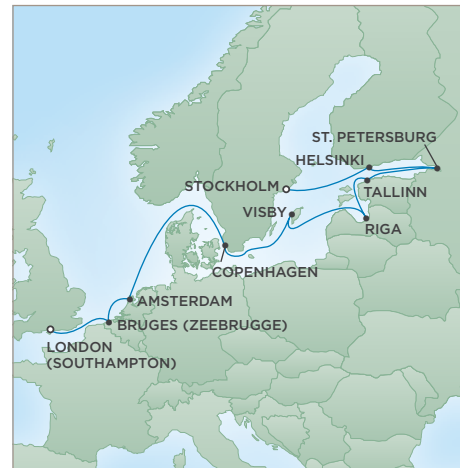 ST. PETERSBURG
HELSINKI
STOCKHOLM
TALLINN
VISBY
RIGA
COPENHAGEN
AMSTERDAM
BRUGES (ZEEBRUGGE)
LONDON
(SOUTHAMPTON)